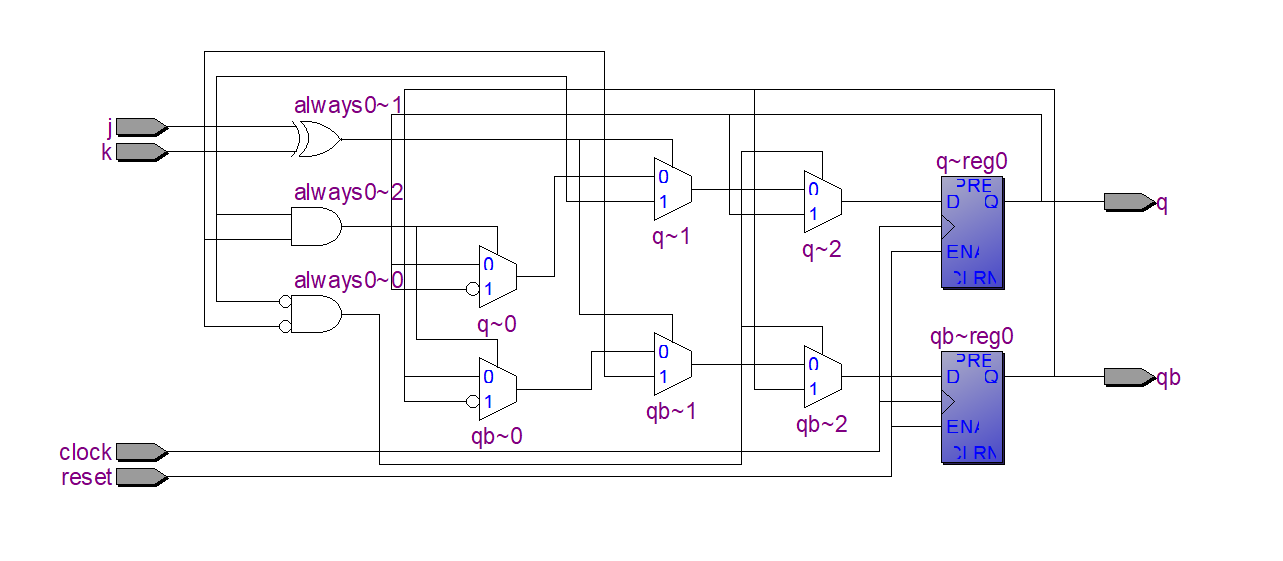 always0~1
j
k
always0~2
always0~0
0
1
q~0
0
1
qb~0
0
1
q~1
0
1
qb~1
0
1
q~2
0
1
qb~2
q~reg0
PRE
D Q
ENA
CLRN
q
qb~reg0
PRE
D Q
ENA
CLRN
qb
clock
reset